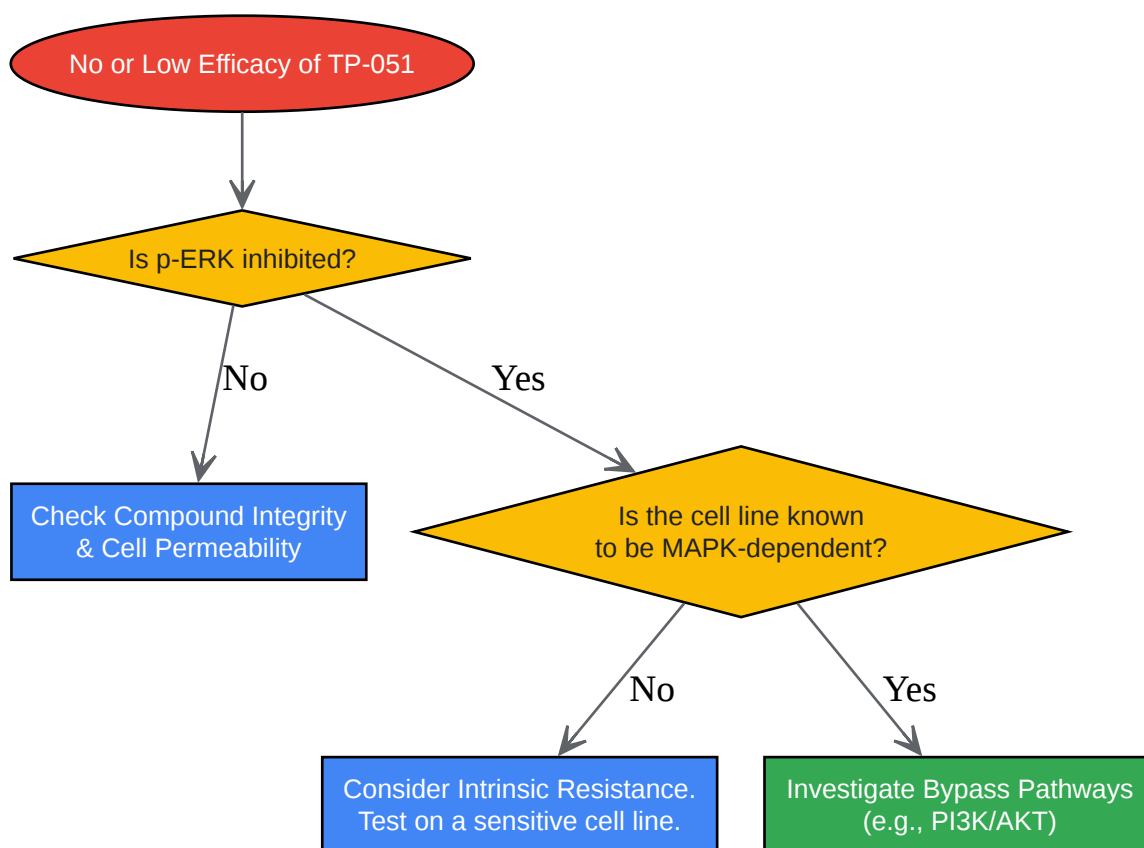 No or Low Efficacy of TP-051
Is p-ERK inhibited?
No
Yes
Check Compound Integrity
& Cell Permeability
Is the cell line known
to be MAPK-dependent?
No
Yes
Consider Intrinsic Resistance.
Test on a sensitive cell line.
Investigate Bypass Pathways
(e.g., PI3K/AKT)